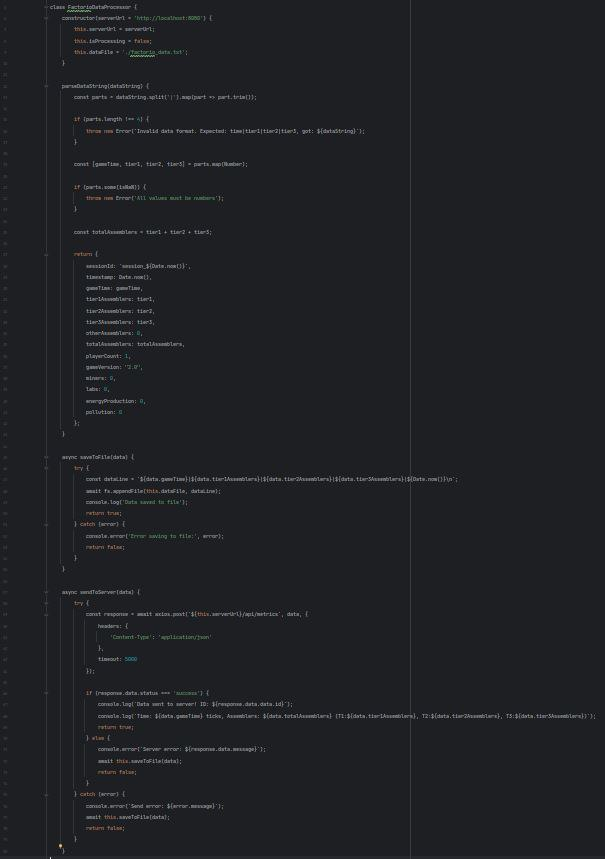 class FactorioDataProcessor {
constructor(serverUrl = 'http://localhost:8080') {
this.serverUrl = serverUrl;
this.isProcessing = false;
this.dataFile = './factorio_data.txt';
}
parseDataString(dataString) {
const parts = dataString.split('|').map(part => part.trim());
if (parts.length !== 4) {
throw new Error(`Invalid data format. Expected: time|tier1|tier2|tier3, got: ${dataString}`);
}
const [gameTime, tier1, tier2, tier3] = parts.map(Number);
if (parts.some(isNaN)) {
throw new Error('All values must be numbers');
}
const totalAssemblers = tier1 + tier2 + tier3;
return {
sessionId: `session_${Date.now()}`,
timestamp: Date.now(),
gameTime: gameTime,
tier1Assemblers: tier1,
tier2Assemblers: tier2,
tier3Assemblers: tier3,
otherAssemblers: 0,
totalAssemblers: totalAssemblers,
playerCount: 1,
gameVersion: "2.0",
miners: 0,
labs: 0,
energyProduction: 0,
pollution: 0
};
}
async saveToFile(data) {
try {
const dataLine = `${data.gameTime}|${data.tier1Assemblers}|${data.tier2Assemblers}|${data.tier3Assemblers}|${Date.now()}\n`;
await fs.appendFile(this.dataFile, dataLine);
console.log('Data saved to file');
return true;
} catch (error) {
console.error('Error saving to file:', error);
return false;
}
}
async sendToServer(data) {
try {
const response = await axios.post(`${this.serverUrl}/api/metrics`, data, {
headers: {
'Content-Type': 'application/json'
},
timeout: 5000
});
if (response.data.status === 'success') {
console.log(`Data sent to server! ID: ${response.data.data.id}`);
console.log(`Time: ${data.gameTime} ticks, Assemblers: ${data.totalAssemblers} (T1:${data.tier1Assemblers}, T2:${data.tier2Assemblers}, T3:${data.tier3Assemblers})`);
return true;
} else {
console.error(`Server error: ${response.data.message}`);
await this.saveToFile(data);
return false;
}
} catch (error) {
console.error(`Send error: ${error.message}`);
await this.saveToFile(data);
return false;
}
}